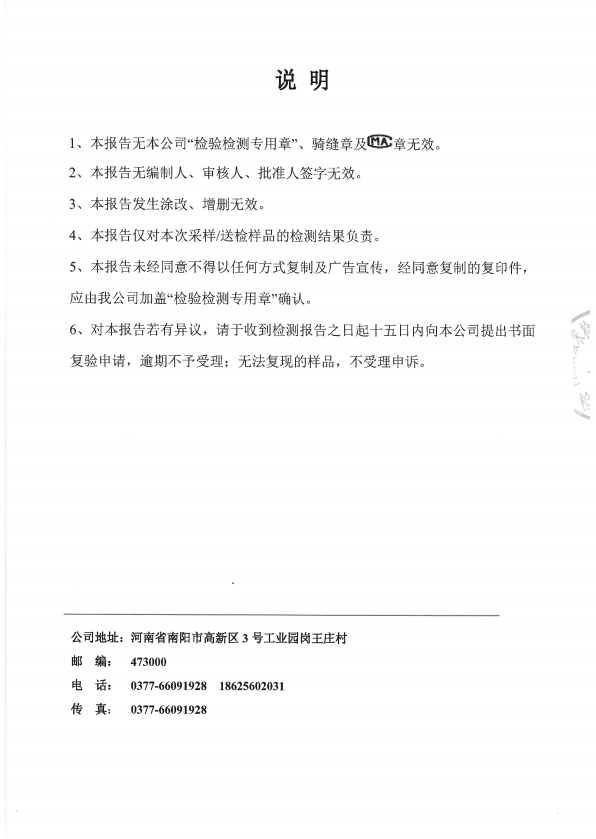 说 明
1、本报告无本公司“检验检测专用章”、骑缝章及MA章无效。
2、本报告无编制人、审核人、批准人签字无效。
3、本报告发生涂改、增删无效。
4、本报告仅对本次采样/送检样品的检测结果负责。
5、本报告未经同意不得以任何方式复制及广告宣传，经同意复制的复印件，
应由我公司加盖“检验检测专用章”确认。
6、对本报告若有异议，请于收到检测报告之日起十五日内向本公司提出书面
复验申请，逾期不予受理；无法复现的样品，不受理申诉。
公司地址：河南省南阳市高新区 3 号工业园岗王庄村
邮 编： 473000
电 话： 0377-66091928 18625602031
传 真： 0377-66091928